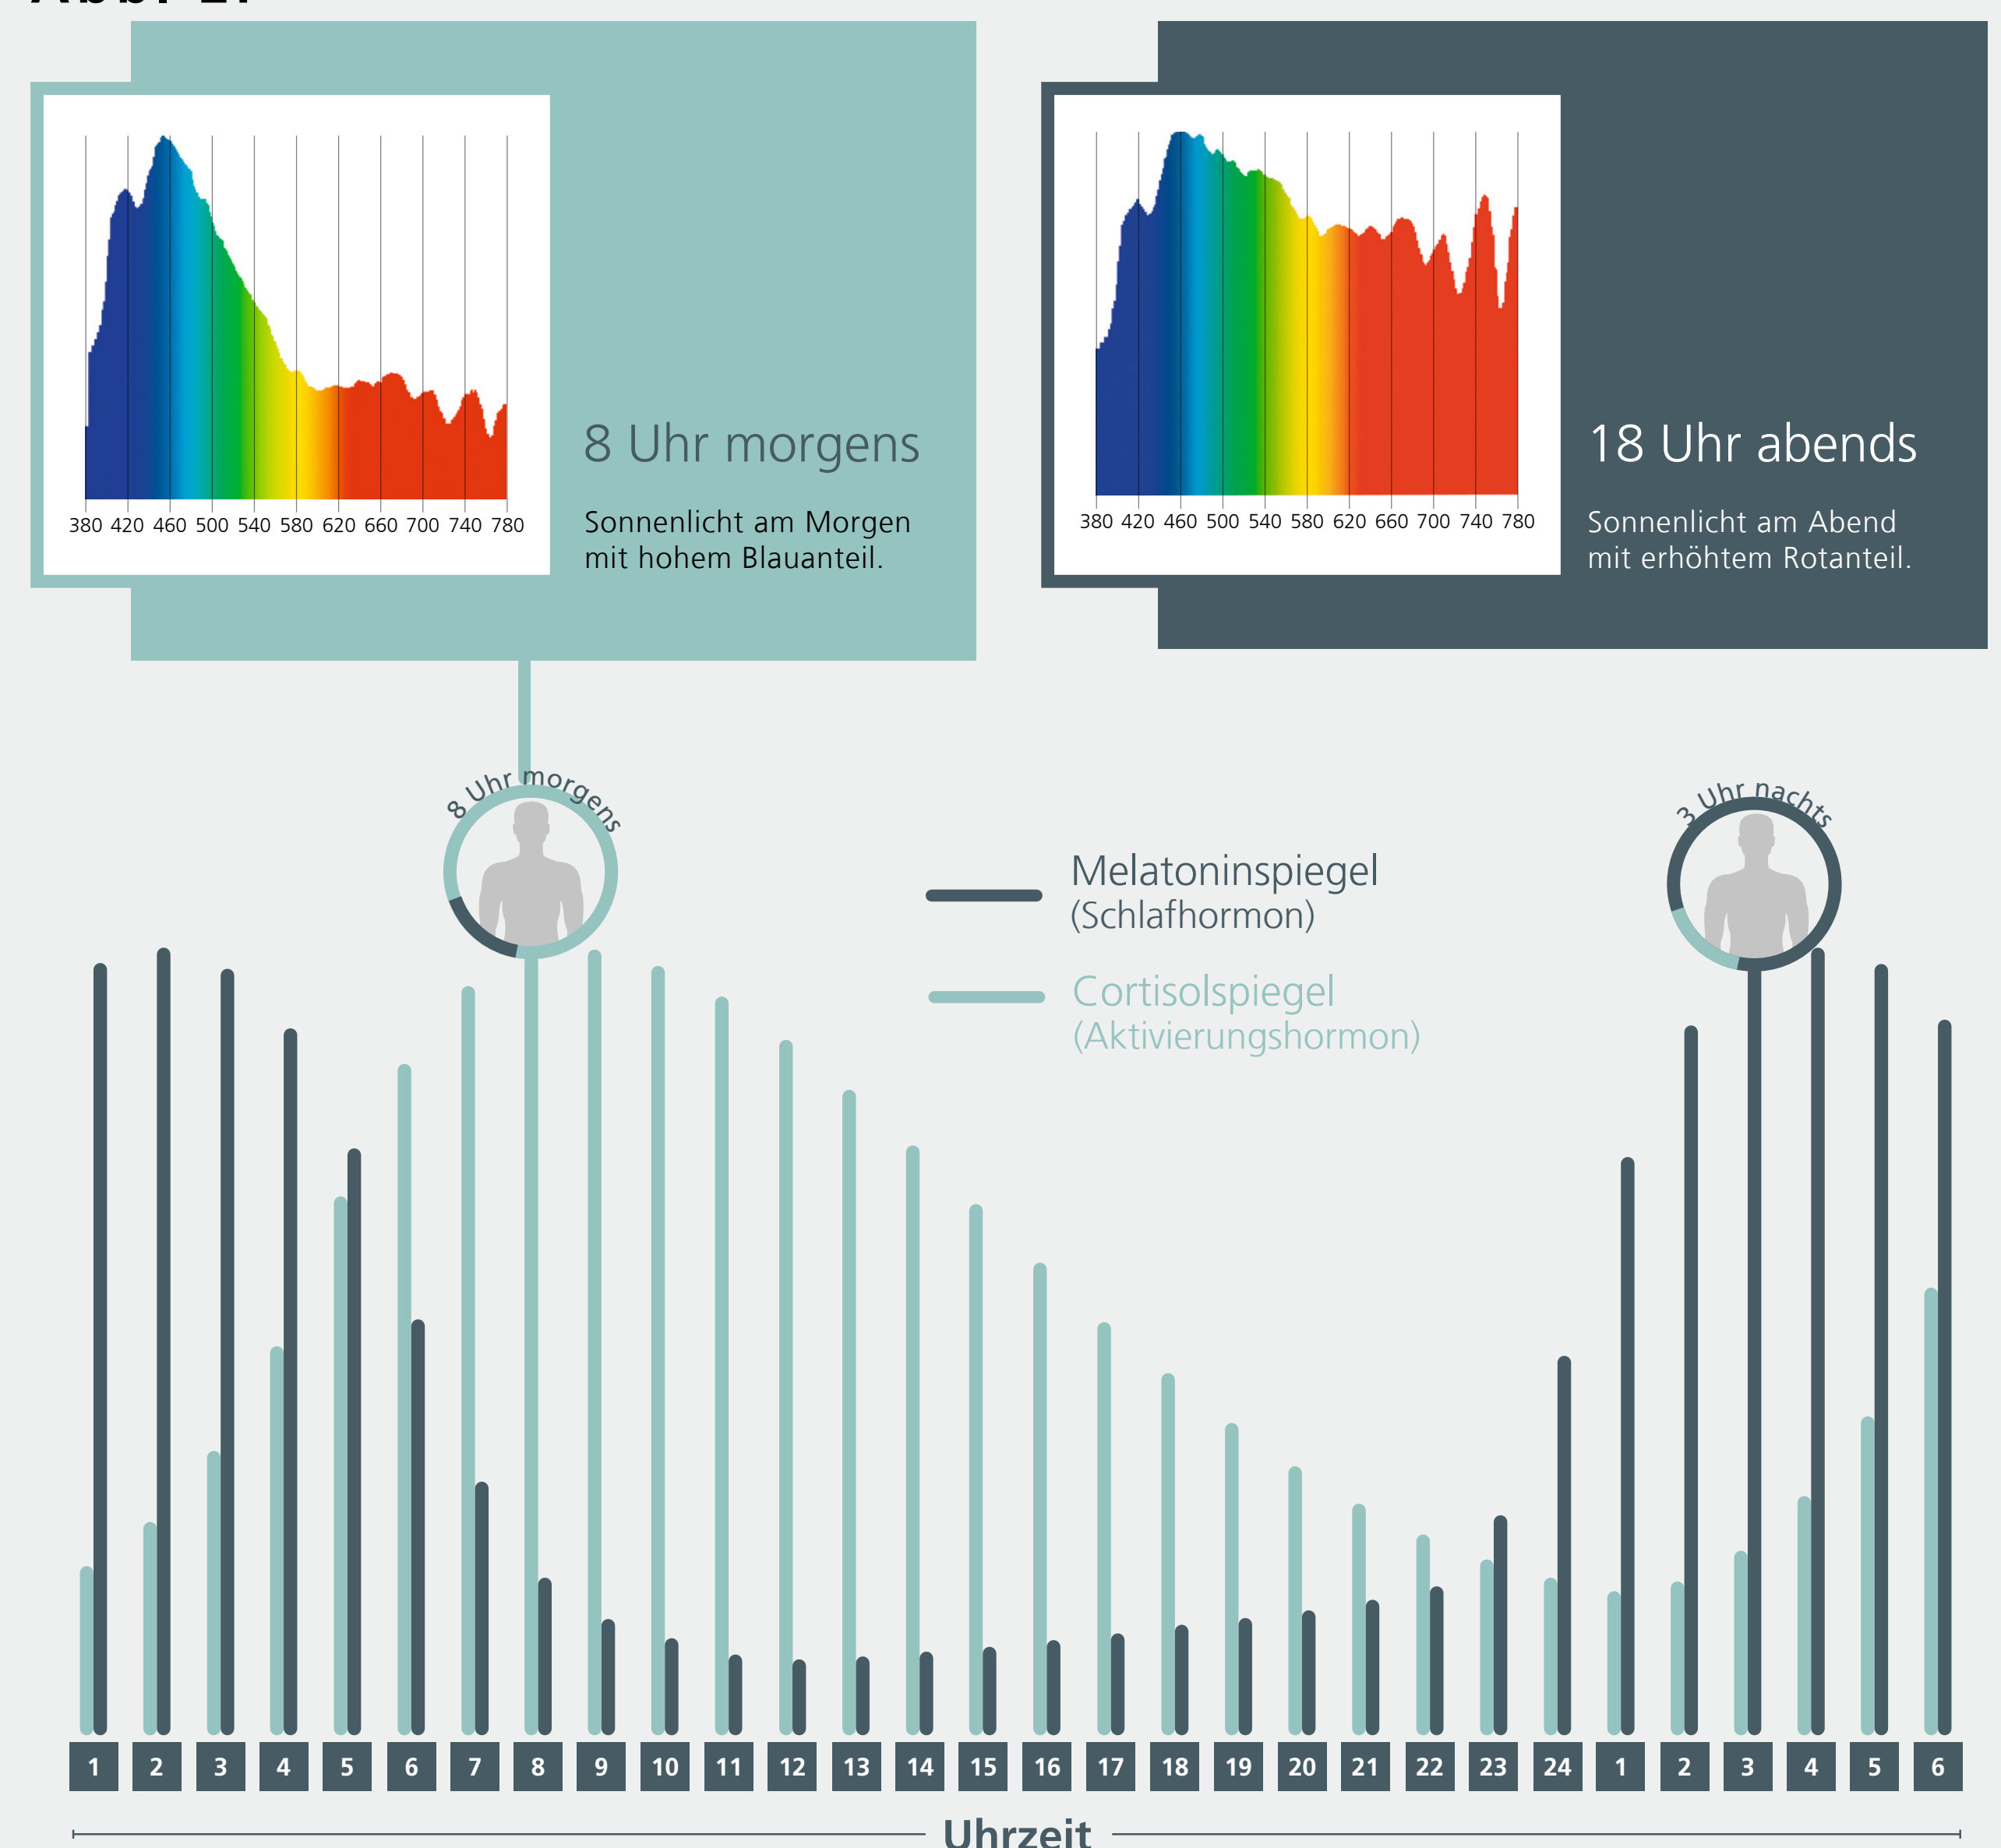 380 420 460 500 540 580 620 660 700 740 780
8 Uhr morgens
Sonnenlicht am Morgen
mit hohem Blauanteil.
380 420 460 500 540 580 620 660 700 740 780
18 Uhr abends
Sonnenlicht am Abend
mit erhöhtem Rotanteil.
8 Uhr morgens
3 Uhr nachts
Melatoninspiegel
(Schlafhormon)
Cortisolspiegel
(Aktivierungshormon)
1 2 3 4 5 6 7 8 9 10 11 12 13 14 15 16 17 18 19 20 21 22 23 24 1 2 3 4 5 6
Uhrzeit